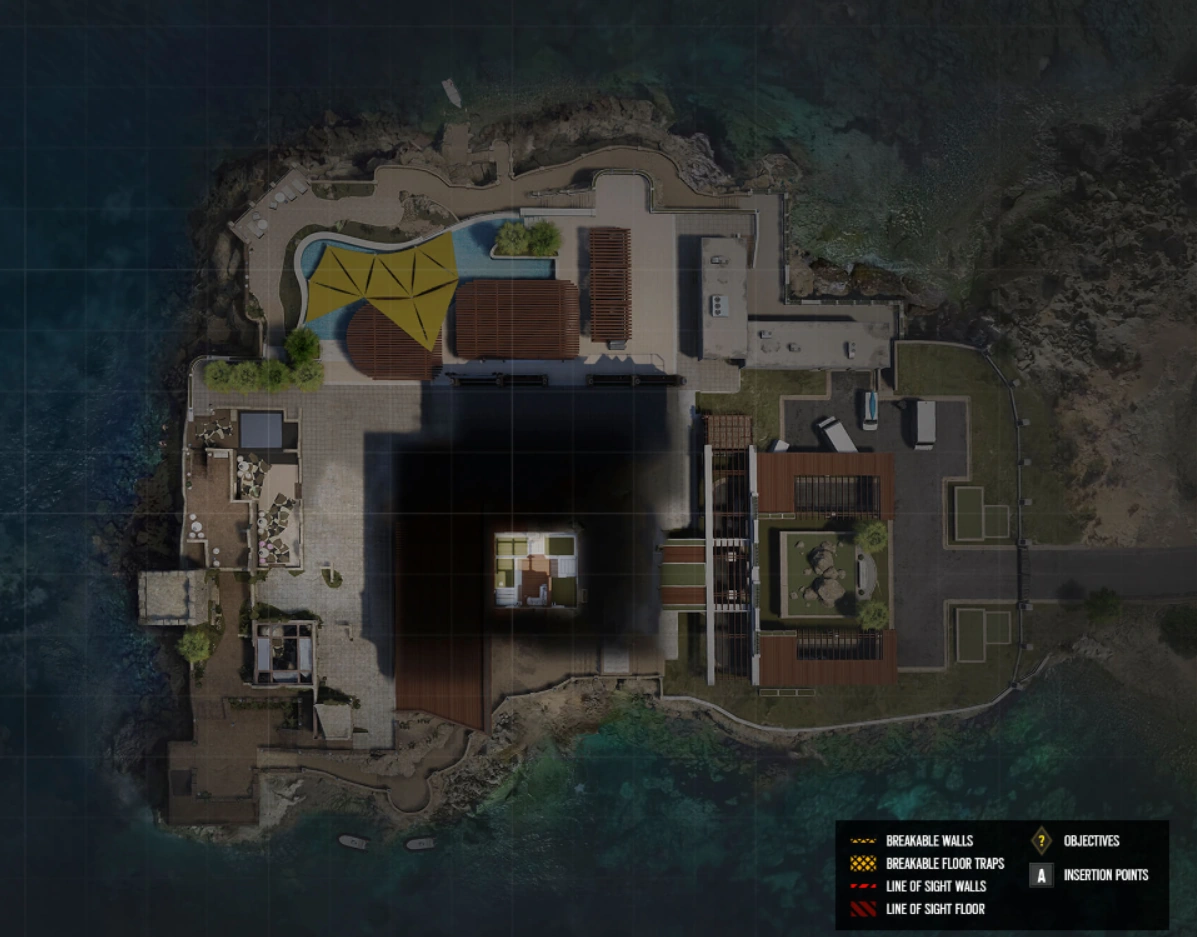 BREAKABLE WALLS
BREAKABLE FLOOR TRAPS
LINE OF SIGHT WALLS
LINE OF SIGHT FLOOR
? OBJECTIVES
A INSERTION POINTS